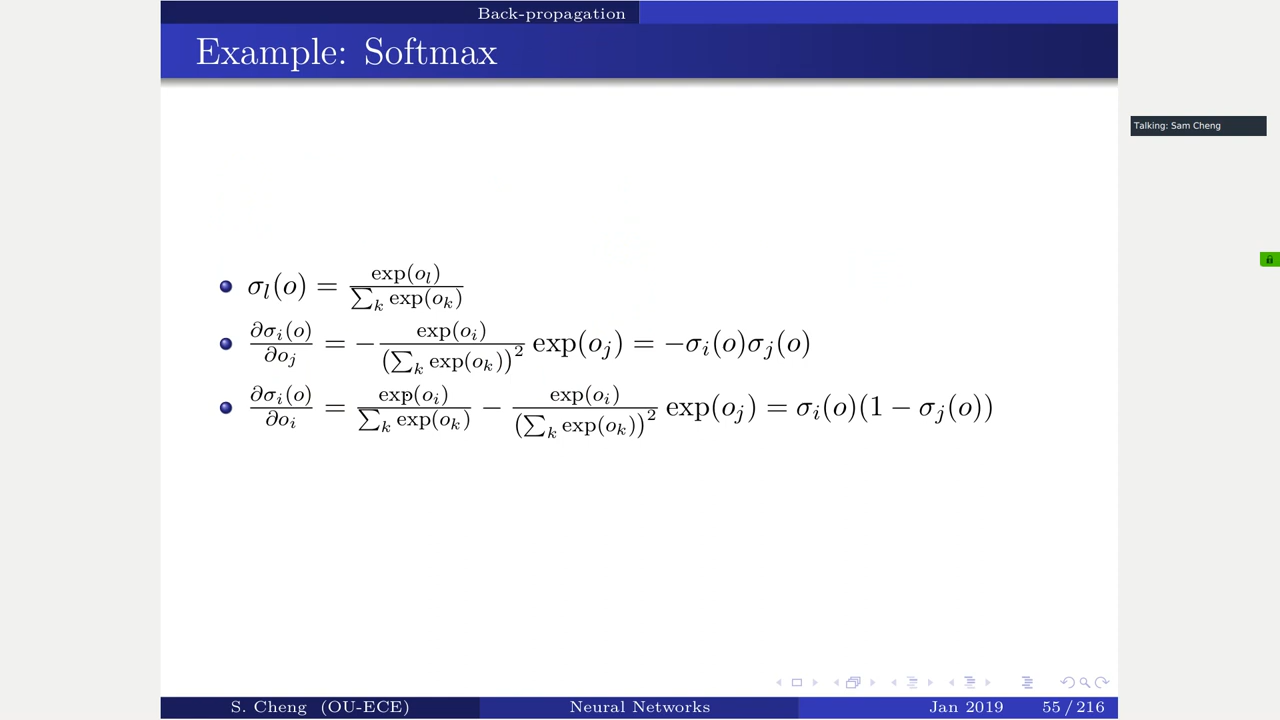 Back-propagation
Example: Softmax
Talking: Sam Cheng
σ_l(o) = exp(o_l) / ∑_k exp(o_k)
∂σ_i(o)/∂o_j = − exp(o_i) / (∑_k exp(o_k))^2 exp(o_j) = −σ_i(o)σ_j(o)
∂σ_i(o)/∂o_i = exp(o_i) / ∑_k exp(o_k) − exp(o_i) / (∑_k exp(o_k))^2 exp(o_j) = σ_i(o)(1 − σ_j(o))
S. Cheng (OU-ECE) Neural Networks Jan 2019 55 / 216